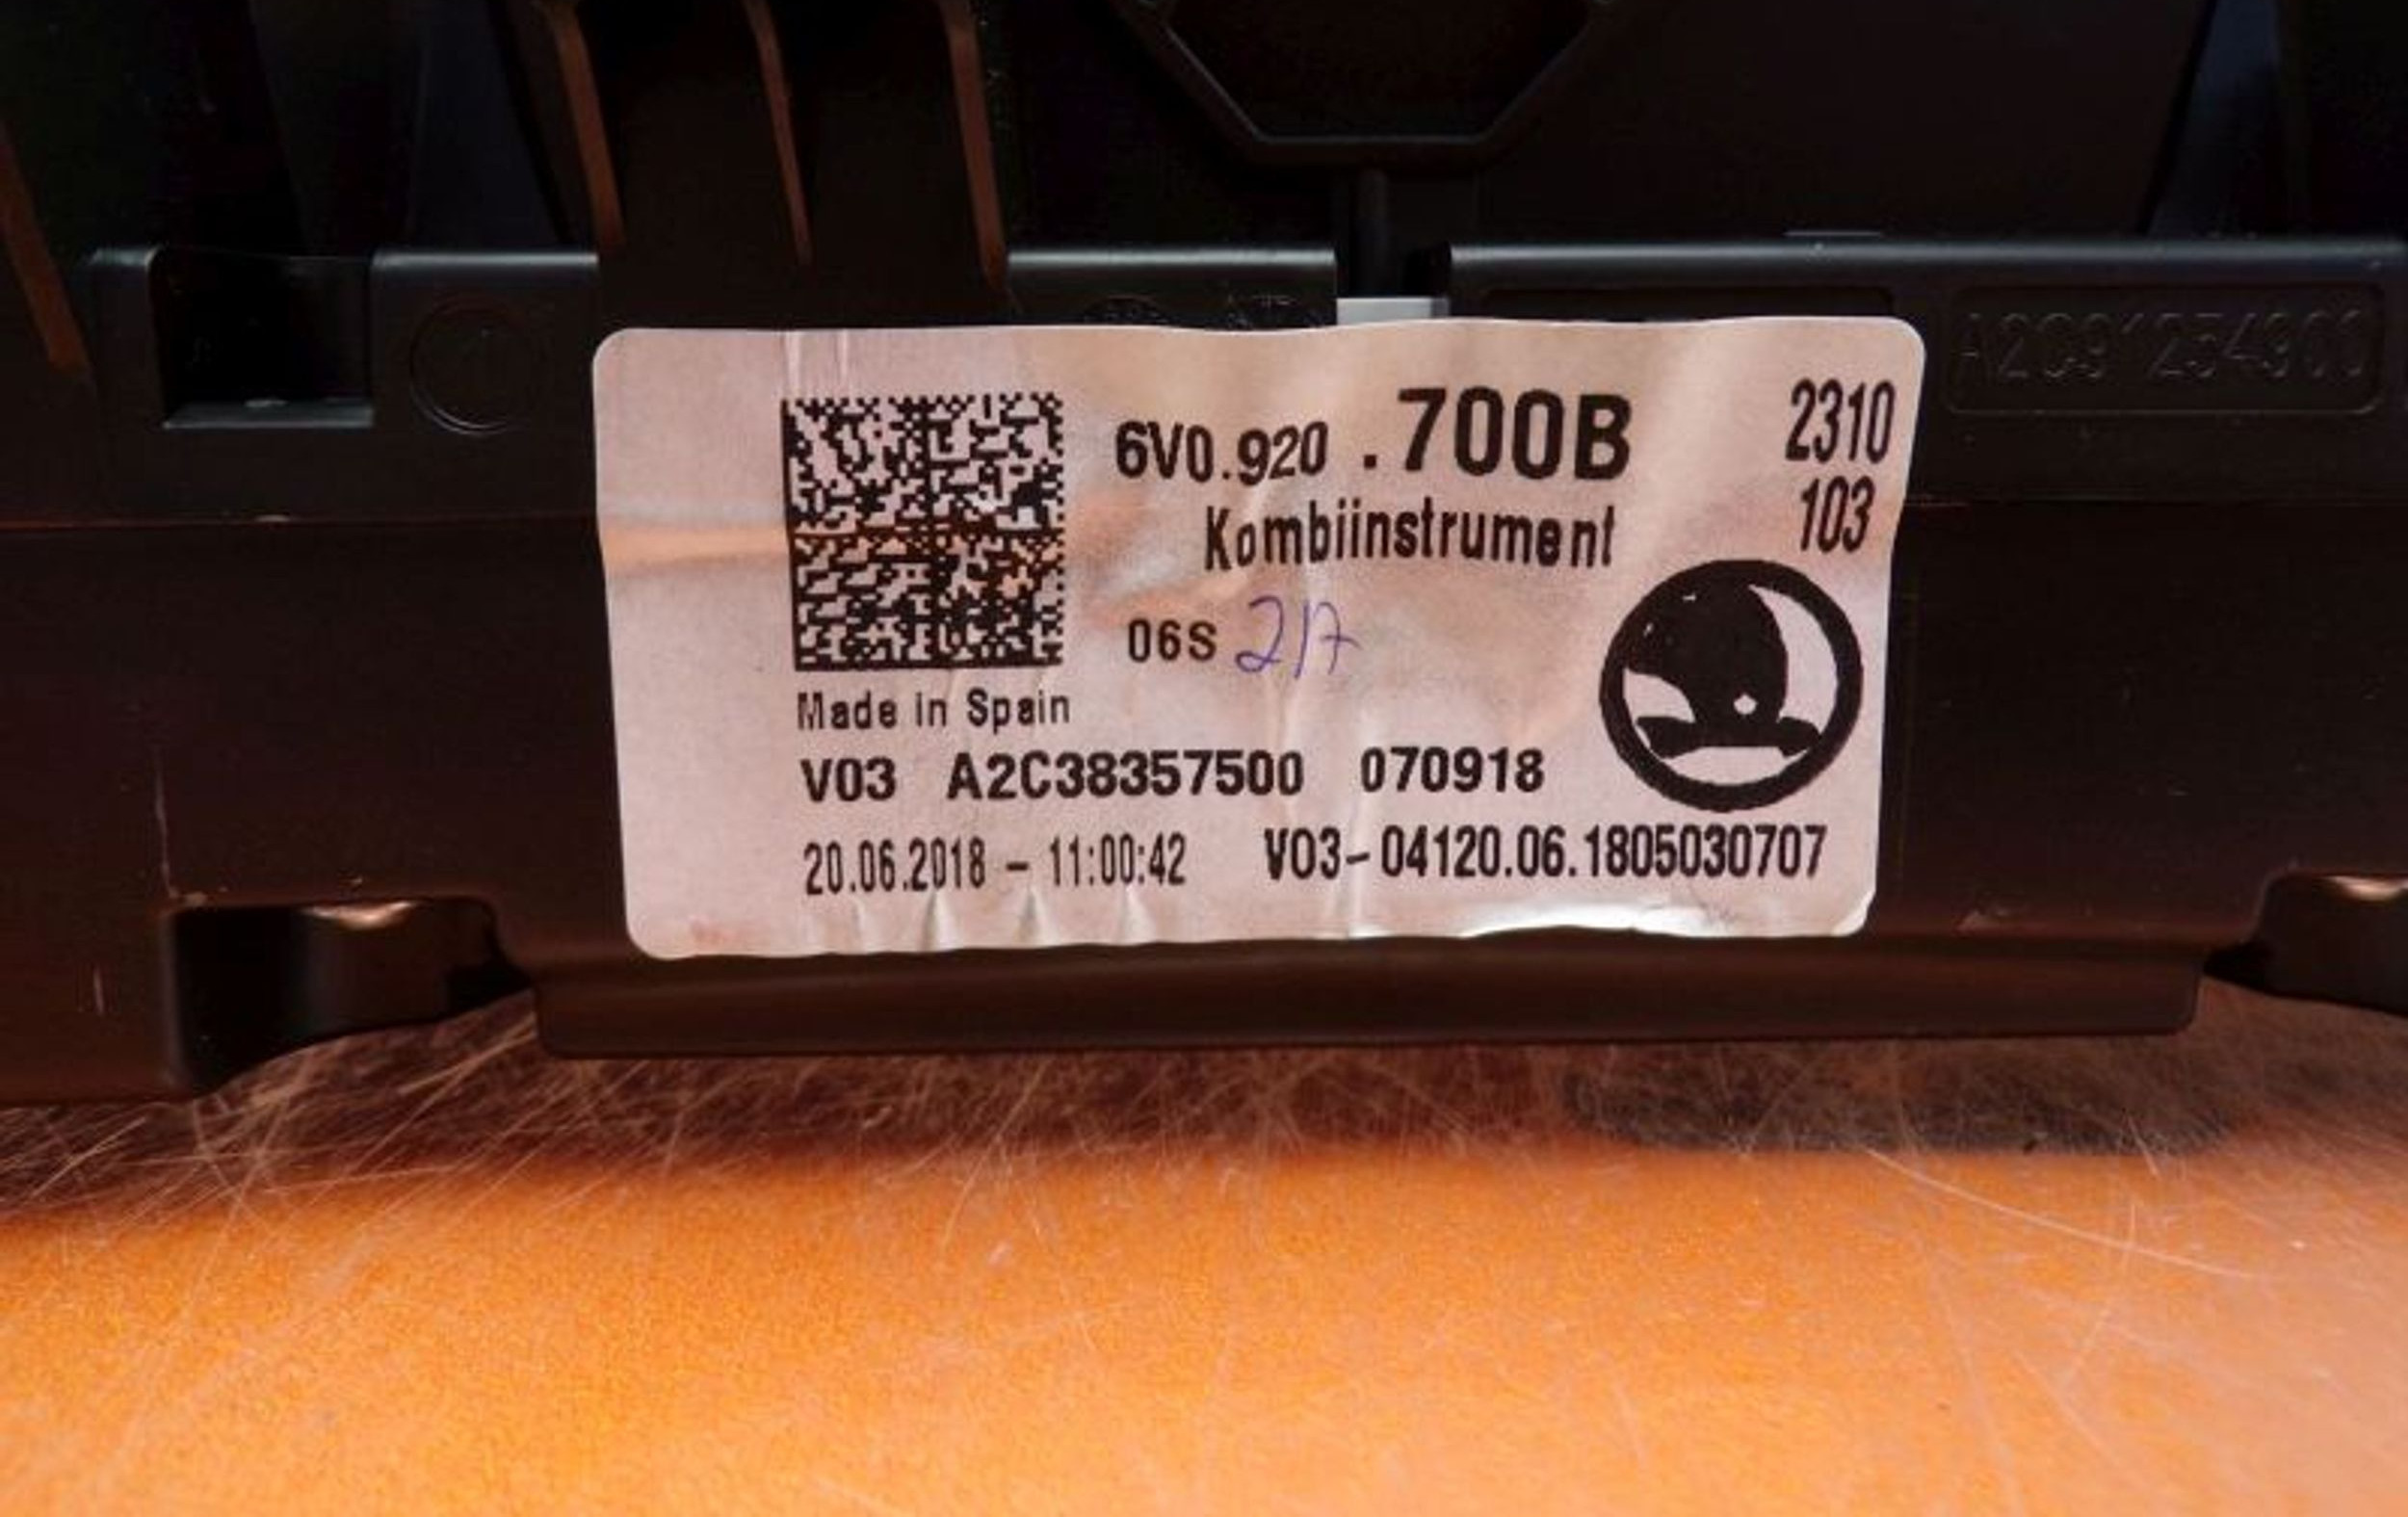 6V0.920 .700B
2310
103
Kombiinstrument
06S 217
Made in Spain
V03 A2C38357500 070918
20.06.2018 - 11:00:42 V03-04120.06.1805030707